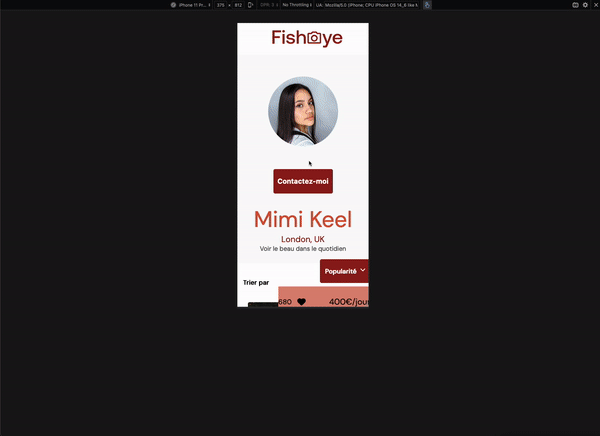 iPhone 11 Pr...
375 × 812
DPR: 3
No Throttling
UA: Mozilla/5.0 (iPhone; CPU iPhone OS 14_6 like M
Fisheye
Contactez-moi
Mimi Keel
London, UK
Voir le beau dans le quotidien
Popularité
Trier par
680
400€/jour